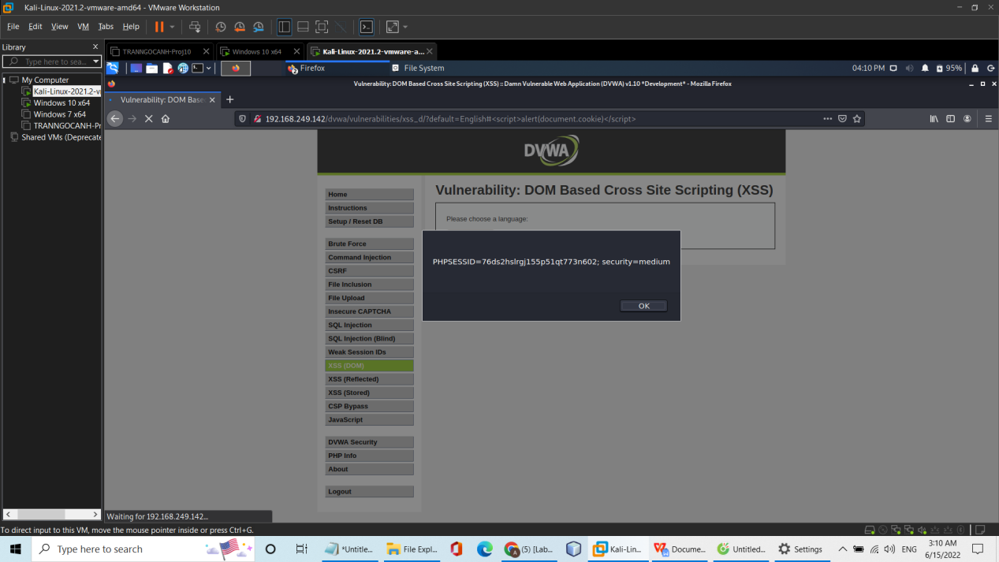 Kali-Linux-2021.2-vmware-amd64 - VMware Workstation
File Edit View VM Tabs Help
Library
Type here to sea...
My Computer
Kali-Linux-2021.2-v
Windows 10 x64
Windows 7 x64
TRANNGOCANH-Pr
Shared VMs (Deprecate
TRANNGOCANH-Proj10
Windows 10 x64
Kali-Linux-2021.2-vmware-a...
Firefox
File System
04:10 PM
95%
Vulnerability: DOM Based Cross Site Scripting (XSS) :: Damn Vulnerable Web Application (DVWA) v1.10 *Development* - Mozilla Firefox
Vulnerability: DOM Base
192.168.249.142/dvwa/vulnerabilities/xss_d/?default=English#<script>alert(document.cookie)</script>
DVWA
Home
Instructions
Setup / Reset DB
Brute Force
Command Injection
CSRF
File Inclusion
File Upload
Insecure CAPTCHA
SQL Injection
SQL Injection (Blind)
Weak Session IDs
XSS (DOM)
XSS (Reflected)
XSS (Stored)
CSP Bypass
JavaScript
DVWA Security
PHP Info
About
Logout
Vulnerability: DOM Based Cross Site Scripting (XSS)
Please choose a language:
PHPSESSID=76ds2hslrgj155p51qt773n602; security=medium
OK
Waiting for 192.168.249.142...
To direct input to this VM, move the mouse pointer inside or press Ctrl+G.
Type here to search
*Untitle...
File Expl...
(5) [Lab...
Kali-Lin...
Docume...
Untitled...
Settings
ENG
3:10 AM
6/15/2022